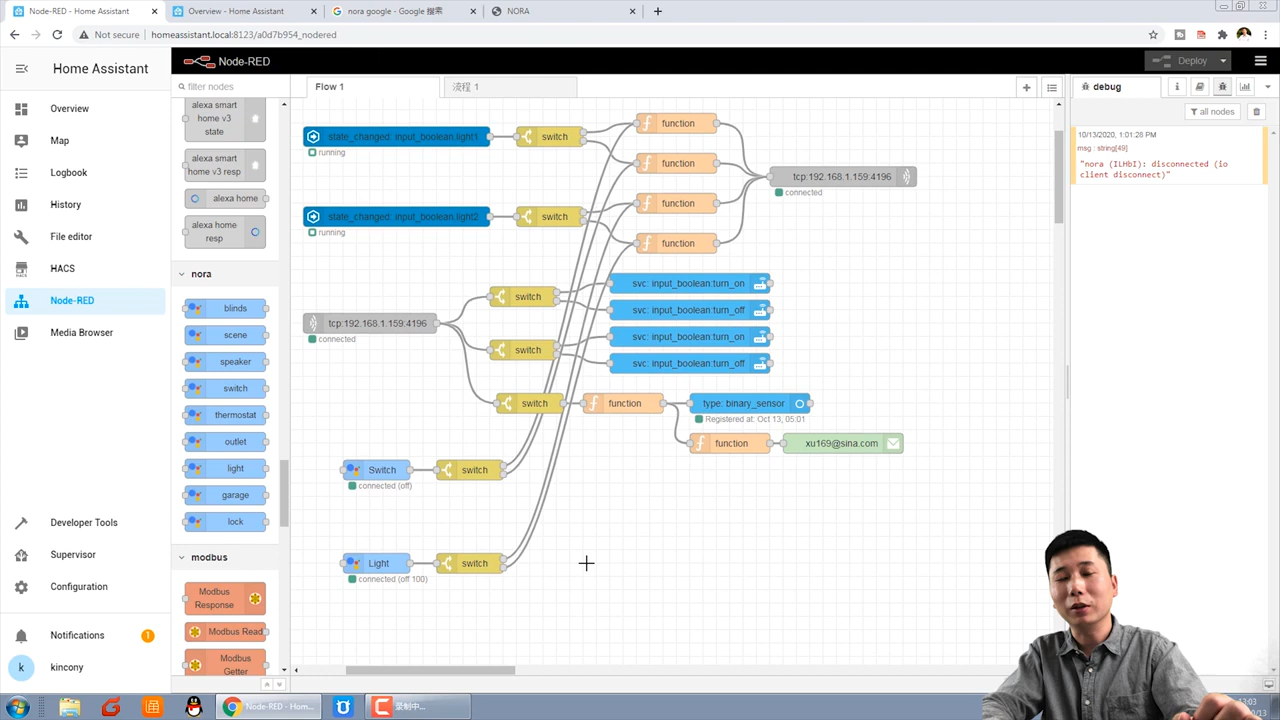 Node-RED - Home Assistant
Overview - Home Assistant
nora google - Google 搜索
NORA
Not secure
homeassistant.local:8123/a0d7b954_nodered
Home Assistant
Node-RED
Deploy
Overview
Map
Logbook
History
File editor
HACS
Node-RED
Media Browser
Developer Tools
Supervisor
Configuration
Notifications
1
kincony
filter nodes
alexa smart
home v3
state
alexa smart
home v3 resp
alexa home
alexa home
resp
nora
blinds
scene
speaker
switch
thermostat
outlet
light
garage
lock
modbus
Modbus
Response
Modbus Read
Modbus
Getter
Flow 1
流程 1
state_changed: input_boolean.light1
running
switch
function
function
tcp:192.168.1.159:4196
connected
state_changed: input_boolean.light2
running
switch
function
function
svc: input_boolean:turn_on
switch
svc: input_boolean:turn_off
tcp:192.168.1.159:4196
connected
svc: input_boolean:turn_on
switch
svc: input_boolean:turn_off
switch
function
type: binary_sensor
Registered at: Oct 13, 05:01
function
xu169@sina.com
Switch
connected (off)
switch
Light
connected (off 100)
switch
debug
i
all nodes
10/13/2020, 1:01:26 PM
msg : string[49]
"nora (ILHbI): disconnected (io
client disconnect)"
Node-RED - Hom...
录制中...
13:03